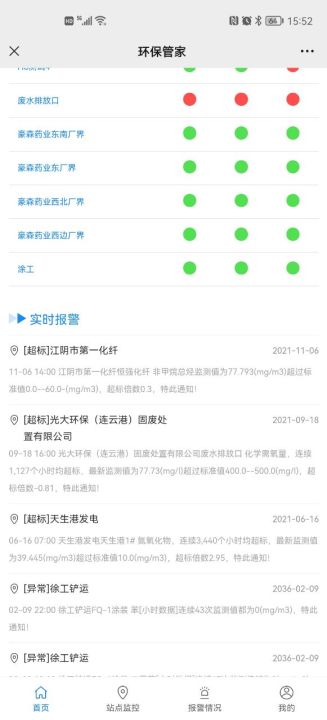 HD 5G 86 15:52
环保管家
废水排放口
豪森药业东南厂界
豪森药业东厂界
豪森药业西北厂界
豪森药业西边厂界
涂工
实时报警
[超标]江阴市第一化纤 2021-11-06
11-06 14:00 江阴市第一化纤恒强化纤 非甲烷总烃监测值为77.793(mg/m3)超过标
准值0.0--60.0-(mg/m3)，超标倍数0.3，特此通知!
[超标]光大环保（连云港）固废处 2021-09-18
置有限公司
09-18 16:00 光大环保（连云港）固废处置有限公司废水排放口 化学需氧量，连续
1,127个小时均超标，最新监测值为77.73(mg/l)超过标准值400.0--500.0(mg/l)，超
标倍数-0.81，特此通知!
[超标]天生港发电 2021-06-16
06-16 07:00 天生港发电天生港1# 氮氧化物，连续3,440个小时均超标，最新监测值
为39.445(mg/m3)超过标准值10.0(mg/m3)，超标倍数2.95，特此通知!
[异常]徐工铲运 2036-02-09
02-09 22:00 徐工铲运FQ-1涂装 苯[小时数据]连续43次监测值都为0(mg/m3)，特此
通知!
[异常]徐工铲运 2036-02-09
首页 站点监控 报警情况 我的